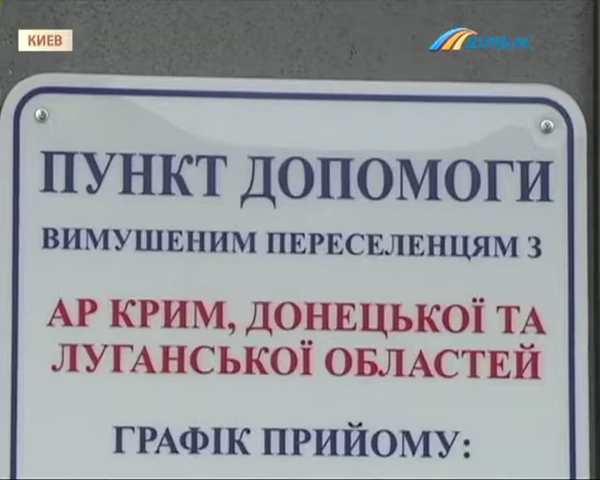 КИЕВ
ДОНБАС
ПУНКТ ДОПОМОГИ
ВИМУШЕНИМ ПЕРЕСЕЛЕНЦЯМ З
АР КРИМ, ДОНЕЦЬКОЇ ТА
ЛУГАНСЬКОЇ ОБЛАСТЕЙ
ГРАФІК ПРИЙОМУ: